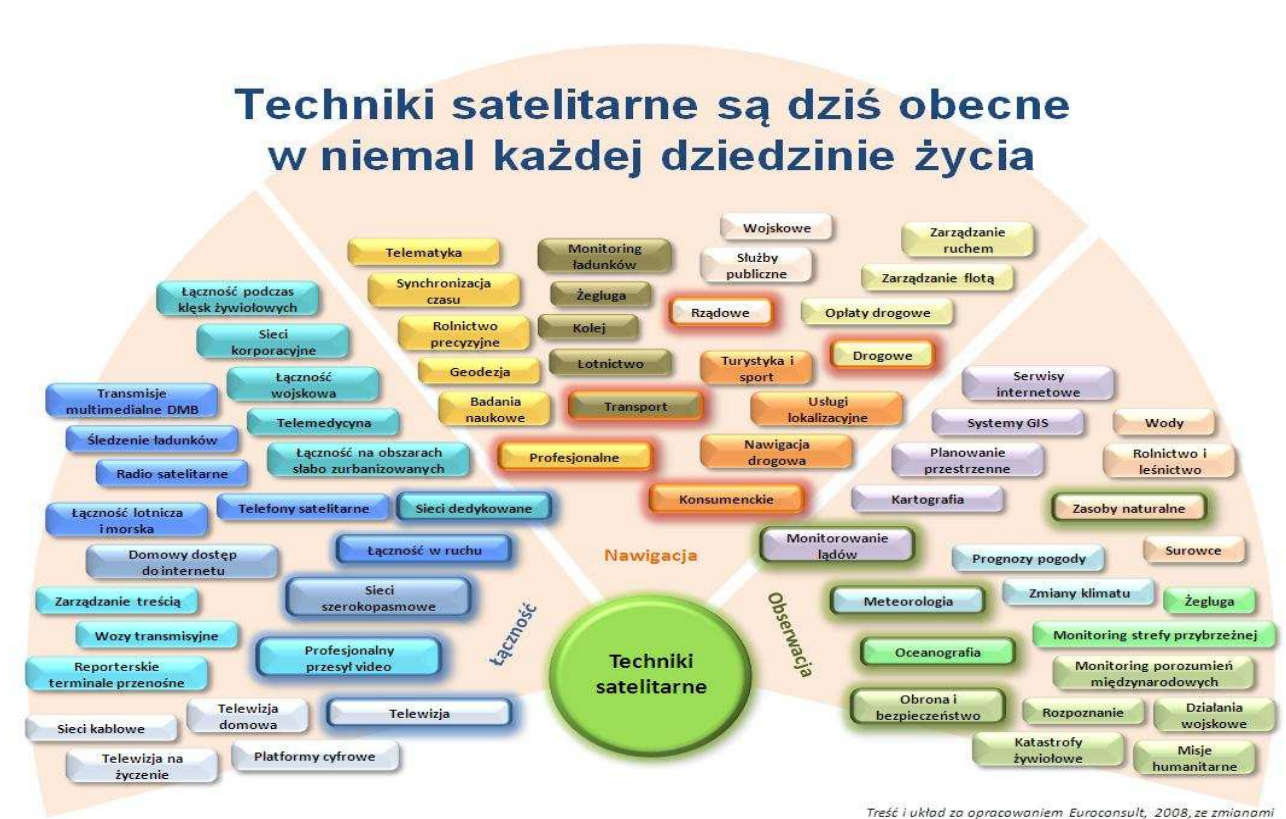 Techniki satelitarne są dziś obecne
w niemal każdej dziedzinie życia
Łączność podczas
klęsk żywiołowych
Sieci
korporacyjne
Łączność
wojskowa
Telemedycyna
Łączność na obszarach
słabo zurbanizowanych
Sieci dedykowane
Transmisje
multimedialne DMB
Śledzenie ładunków
Radio satelitarne
Telefony satelitarne
Łączność lotnicza
i morska
Łączność w ruchu
Domowy dostęp
do internetu
Sieci
szerokopasmowe
Zarządzanie treścią
Wozy transmisyjne
Reporterskie
terminale przenośne
Profesjonalny
przesył video
Telewizja
domowa
Telewizja
Sieci kablowe
Telewizja na
życzenie
Platformy cyfrowe
Łączność
Telematyka
Synchronizacja
czasu
Rolnictwo
precyzyjne
Geodezja
Badania
naukowe
Profesjonalne
Monitoring
ładunków
Żegluga
Kolej
Lotnictwo
Transport
Wojskowe
Służby
publiczne
Rządowe
Turystyka i
sport
Usługi
lokalizacyjne
Nawigacja
drogowa
Konsumenckie
Zarządzanie
ruchem
Zarządzanie flotą
Opłaty drogowe
Drogowe
Nawigacja
Techniki
satelitarne
Obserwacja
Serwisy
internetowe
Systemy GIS
Planowanie
przestrzenne
Kartografia
Monitorowanie
lądów
Wody
Rolnictwo i
leśnictwo
Zasoby naturalne
Surowce
Prognozy pogody
Zmiany klimatu
Meteorologia
Żegluga
Monitoring strefy przybrzeżnej
Oceanografia
Monitoring porozumień
międzynarodowych
Obrona i
bezpieczeństwo
Rozpoznanie
Działania
wojskowe
Katastrofy
żywiołowe
Misje
humanitarne
Treść i układ za opracowaniem Euroconsult, 2008, ze zmianami